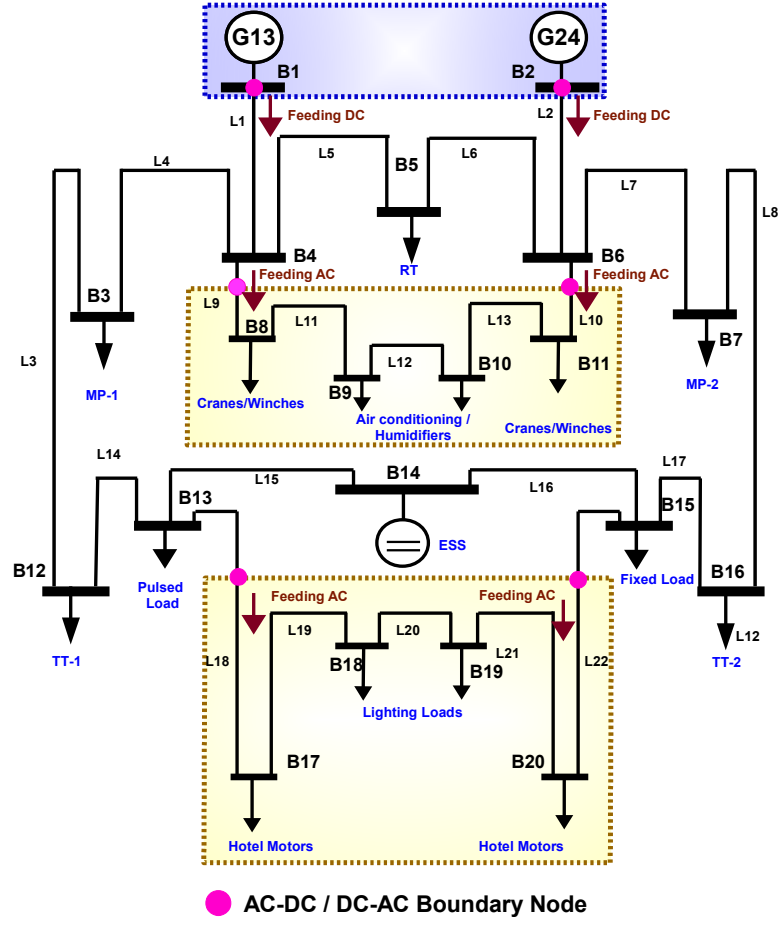 G13
G24
B1
B2
L1
Feeding DC
L2
Feeding DC
L4
L5
B5
L6
L7
L8
B4
RT
B6
Feeding AC
Feeding AC
B3
L9
B8
L11
L13
L10
B7
L3
L12
B10
B11
MP-1
B9
MP-2
Cranes/Winches
Air conditioning /
Humidifiers
Cranes/Winches
L14
L15
B14
L16
L17
B13
B15
ESS
B12
Pulsed
Load
Fixed Load
B16
Feeding AC
Feeding AC
L19
L20
L21
L12
TT-1
L18
B18
B19
L22
TT-2
Lighting Loads
B17
B20
Hotel Motors
Hotel Motors
AC-DC / DC-AC Boundary Node